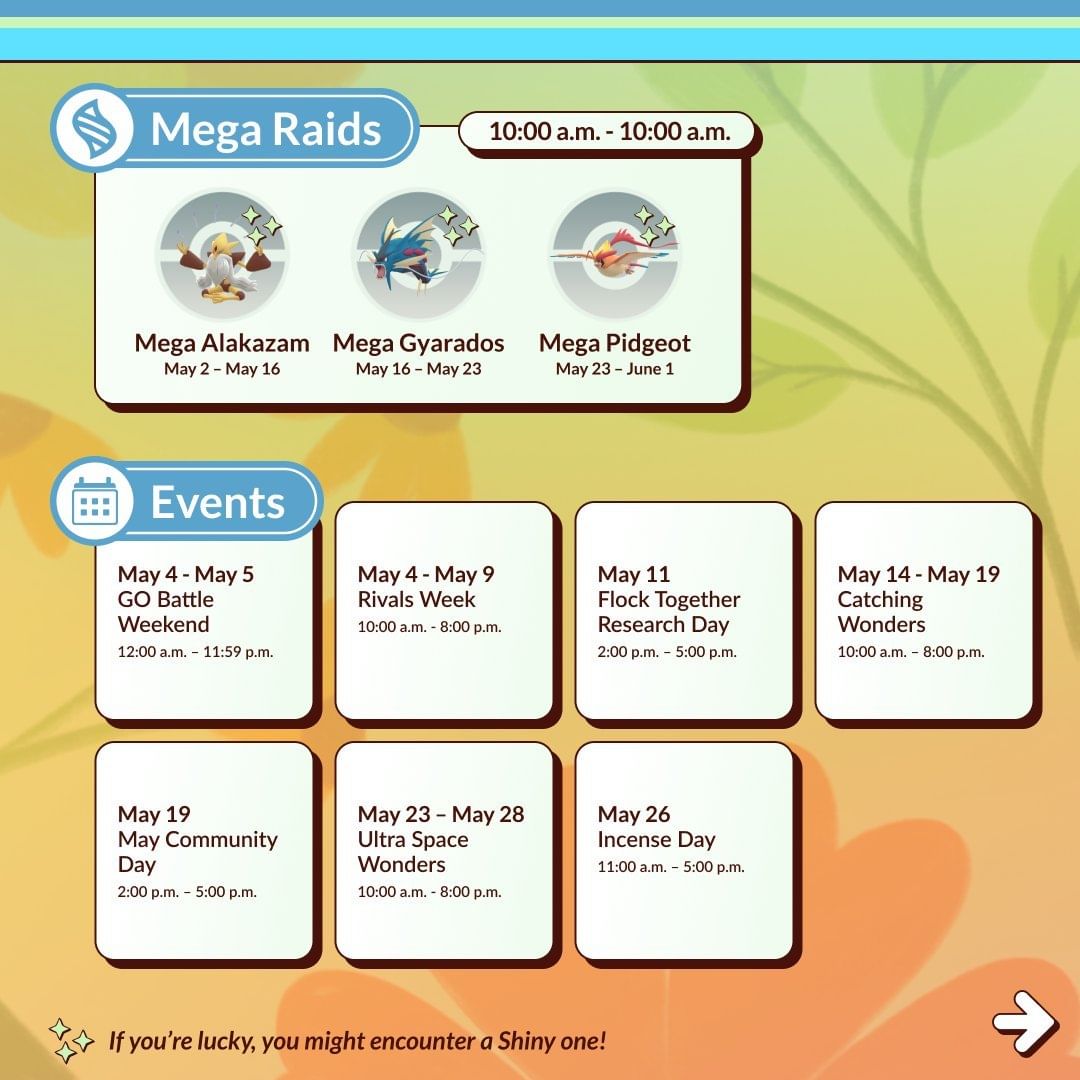 Mega Raids
10:00 a.m. - 10:00 a.m.
Mega Alakazam
May 2 – May 16
Mega Gyarados
May 16 – May 23
Mega Pidgeot
May 23 – June 1
Events
May 4 - May 5
GO Battle
Weekend
12:00 a.m. – 11:59 p.m.
May 4 - May 9
Rivals Week
10:00 a.m. - 8:00 p.m.
May 11
Flock Together
Research Day
2:00 p.m. – 5:00 p.m.
May 14 - May 19
Catching
Wonders
10:00 a.m. – 8:00 p.m.
May 19
May Community
Day
2:00 p.m. – 5:00 p.m.
May 23 – May 28
Ultra Space
Wonders
10:00 a.m. - 8:00 p.m.
May 26
Incense Day
11:00 a.m. – 5:00 p.m.
If you’re lucky, you might encounter a Shiny one!